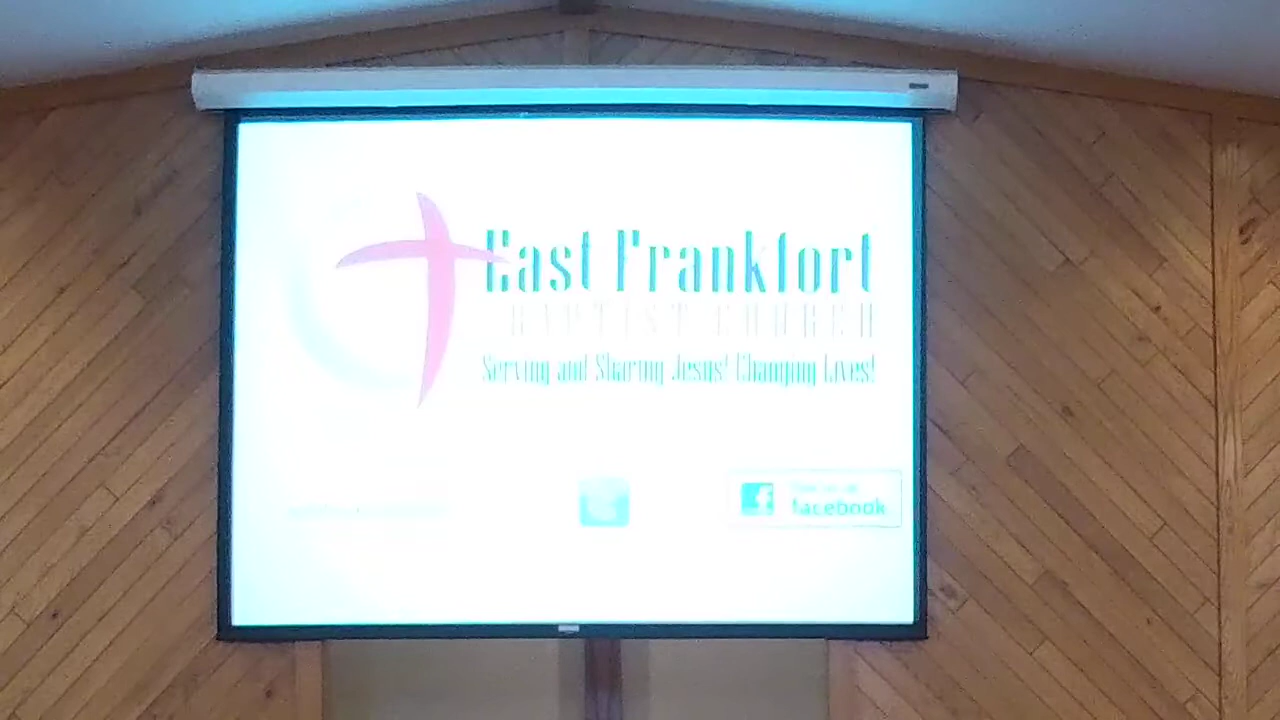 East Frankfort
BAPTIST CHURCH
Serving and Sharing Jesus! Changing Lives!
facebook